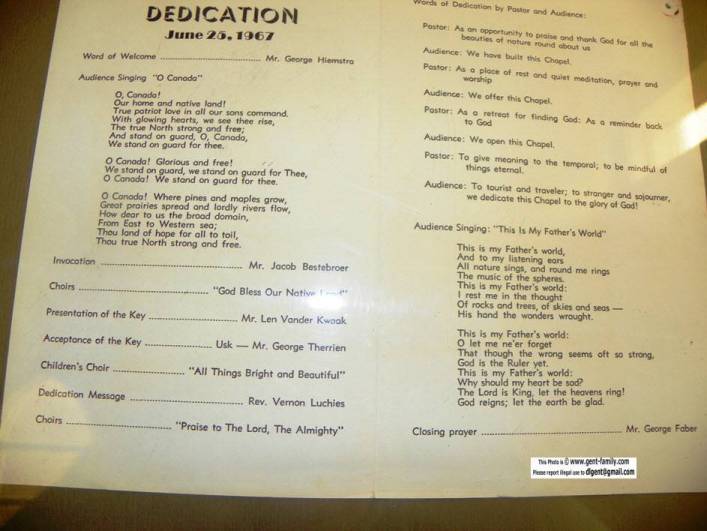 DEDICATION
June 25, 1967
Word of Welcome ........ Mr. George Hiemstra
Audience Singing "O Canada"
O, Canada!
Our home and native land!
True patriot love in all our sons command.
With glowing hearts, we see thee rise,
The true North strong and free;
And stand on guard, O, Canada,
We stand on guard for thee.
O Canada! Glorious and free!
We stand on guard, we stand on guard for Thee,
O Canada! We stand on guard for thee.
O Canada! Where pines and maples grow,
Great prairies spread and lordly rivers flow,
How dear to us the broad domain,
From East to Western sea;
Thou land of hope for all to toil,
Thou true North strong and free.
Invocation ........ Mr. Jacob Bestebroer
Choirs ........ "God Bless Our Native Land"
Presentation of the Key ........ Mr. Len Vander Kwaak
Acceptance of the Key ........ Usk — Mr. George Therrien
Children's Choir ........ "All Things Bright and Beautiful"
Dedication Message ........ Rev. Vernon Luchies
Choirs ........ "Praise to The Lord, The Almighty"
Words of Dedication by Pastor and Audience:
Pastor: As an opportunity to praise and thank God for all the
beauties of nature round about us
Audience: We have built this Chapel.
Pastor: As a place of rest and quiet meditation, prayer and
worship
Audience: We offer this Chapel.
Pastor: As a retreat for finding God: As a reminder back
to God
Audience: We open this Chapel.
Pastor: To give meaning to the temporal; to be mindful of
things eternal.
Audience: To tourist and traveler; to stranger and sojourner,
we dedicate this Chapel to the glory of God!
Audience Singing: "This Is My Father's World"
This is my Father's world,
And to my listening ears
All nature sings, and round me rings
The music of the spheres.
This is my Father's world:
I rest me in the thought
Of rocks and trees, of skies and seas —
His hand the wonders wrought.
This is my Father's world:
O let me ne'er forget
That though the wrong seems oft so strong,
God is the Ruler yet.
This is my Father's world:
Why should my heart be sad?
The Lord is King, let the heavens ring!
God reigns; let the earth be glad.
Closing prayer ........ Mr. George Faber
This Photo is © www.gent-family.com
Please report illegal use to dlgent@gmail.com